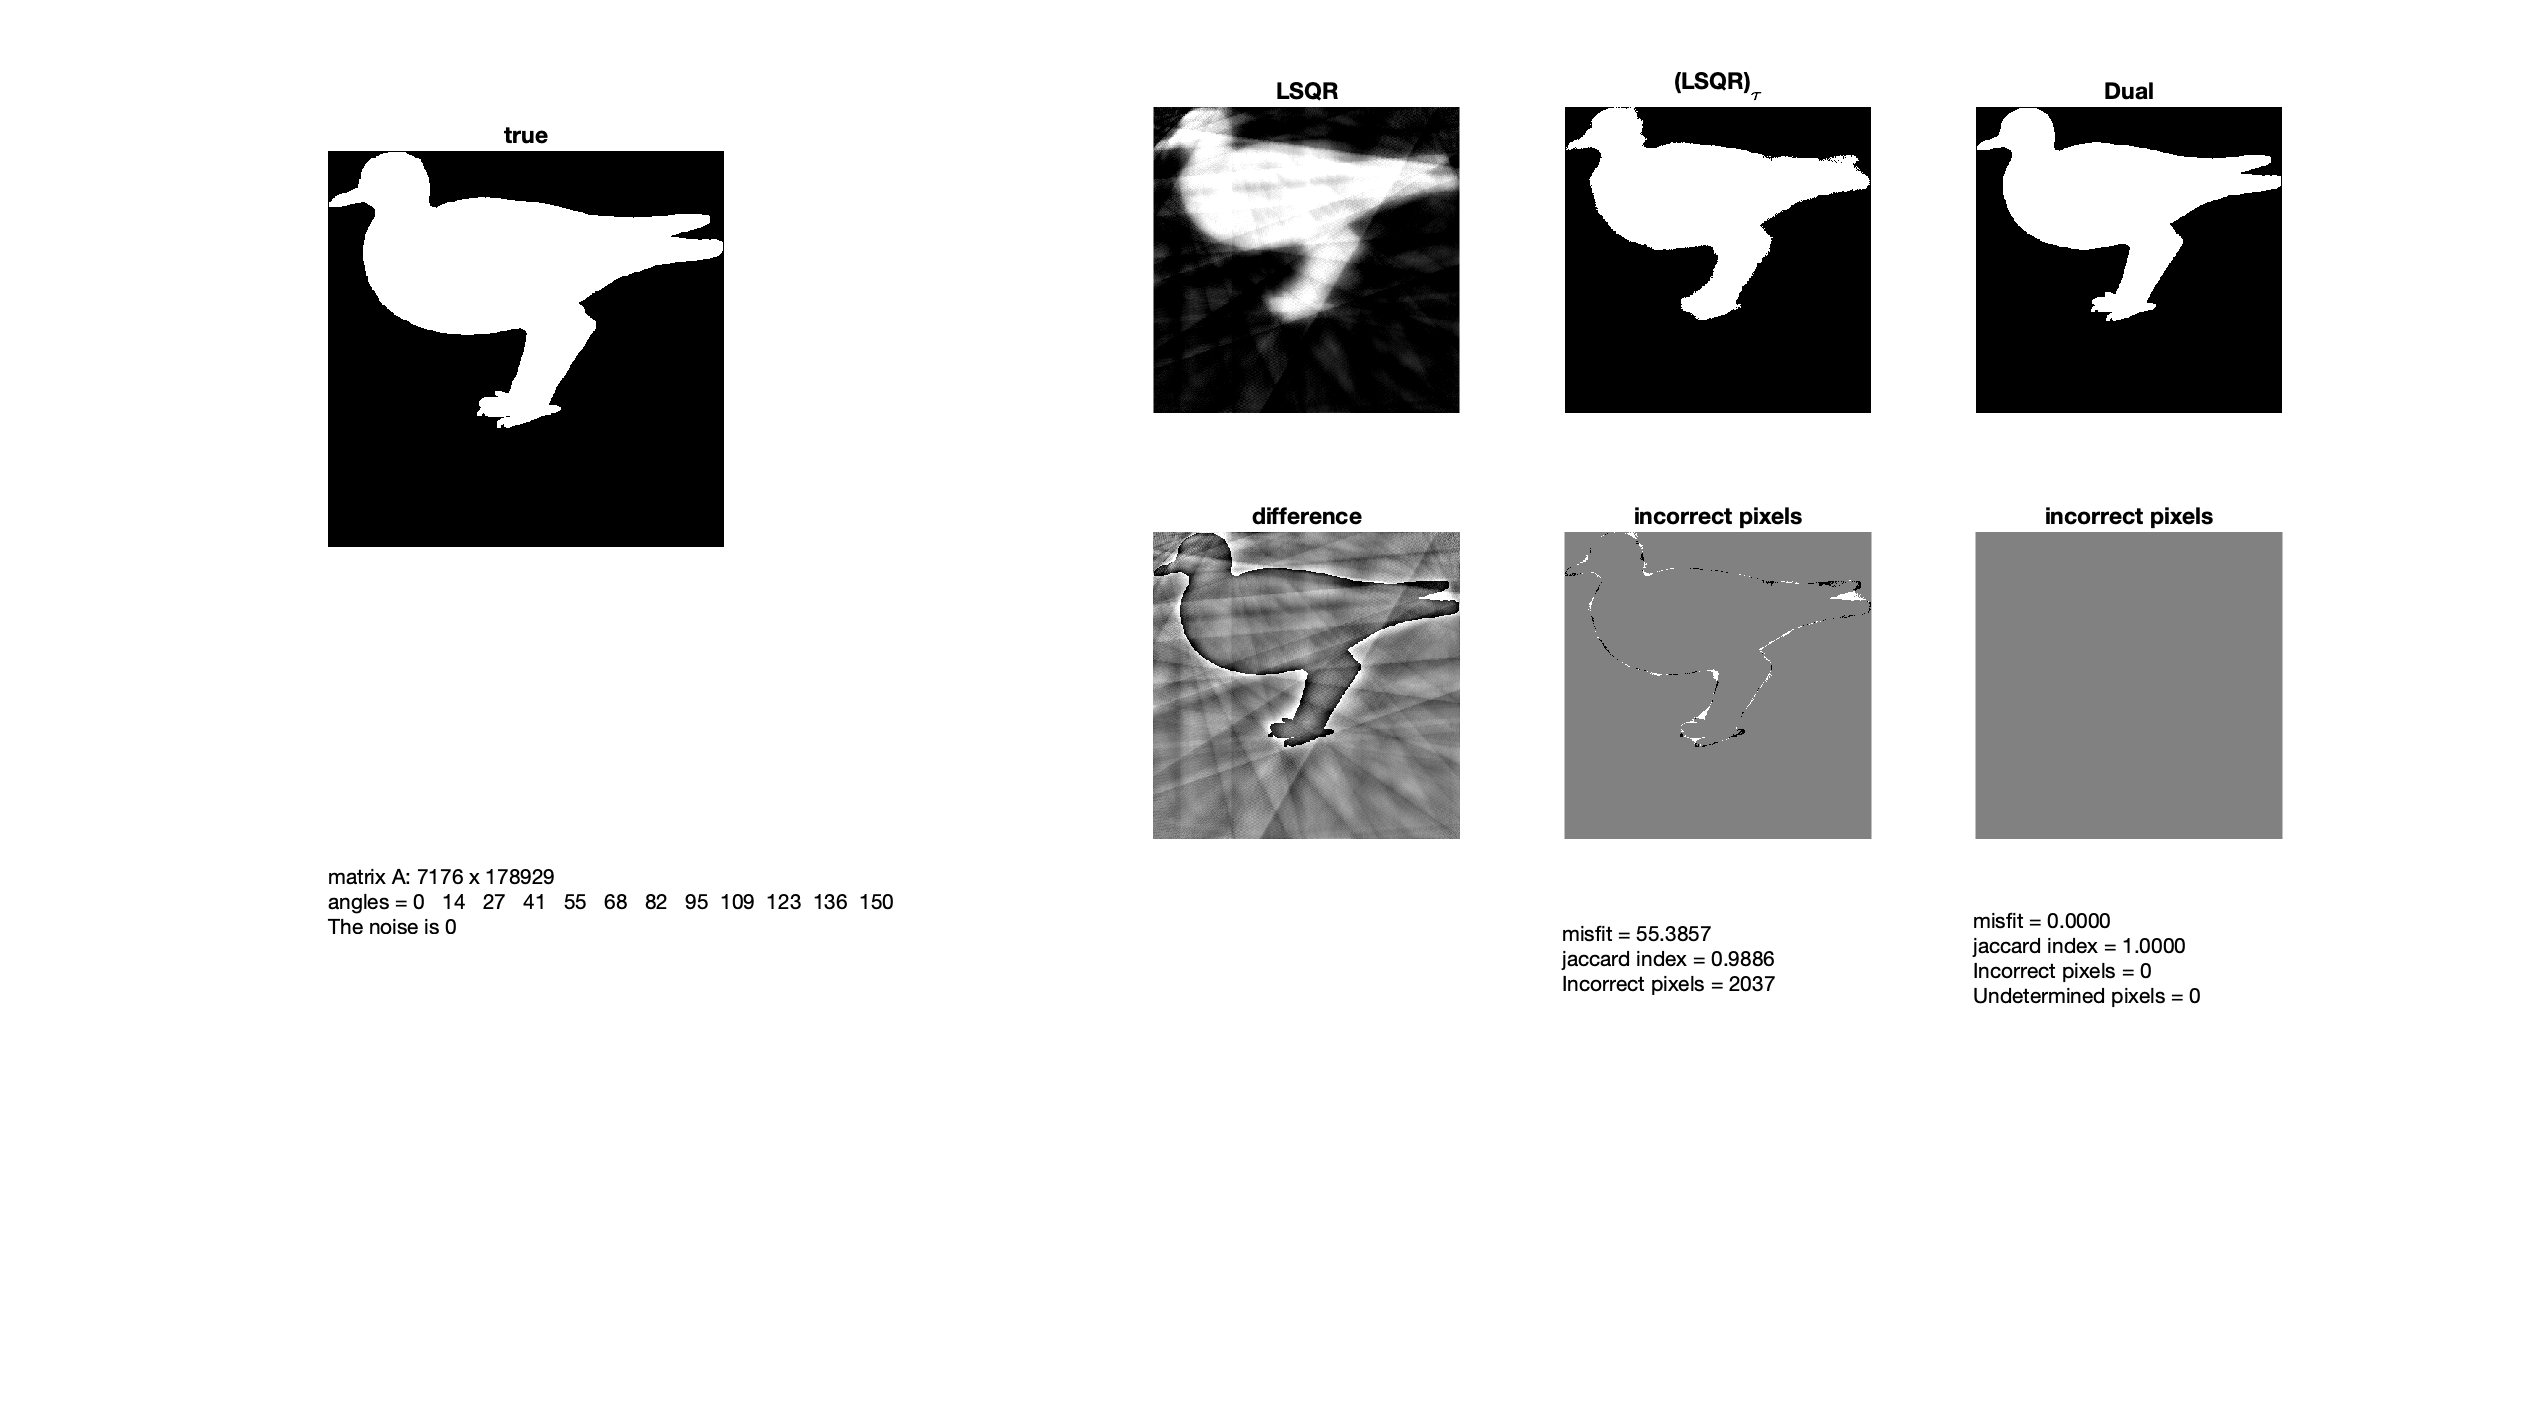 true
LSQR
(LSQR)τ
Dual
difference
incorrect pixels
incorrect pixels
matrix A: 7176 x 178929
angles = 0 14 27 41 55 68 82 95 109 123 136 150
The noise is 0
misfit = 55.3857
jaccard index = 0.9886
Incorrect pixels = 2037
misfit = 0.0000
jaccard index = 1.0000
Incorrect pixels = 0
Undetermined pixels = 0